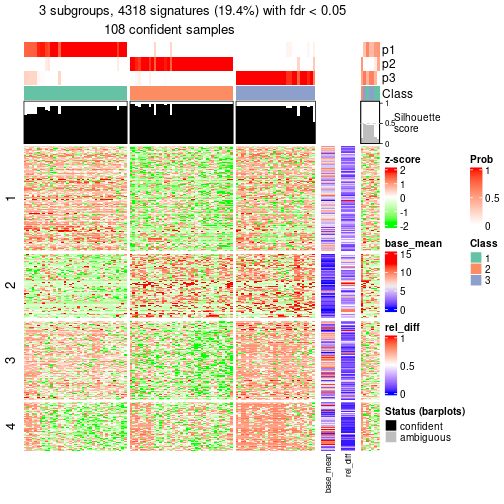 3 subgroups, 4318 signatures (19.4%) with fdr < 0.05
108 confident samples
p1
p2
p3
Class
1
0.5
0
Silhouette
score
1
2
3
4
base_mean
rel_diff
z-score
2
1
0
-1
-2
base_mean
15
10
5
0
rel_diff
1
0.5
0
Status (barplots)
confident
ambiguous
Prob
1
0.5
0
Class
1
2
3